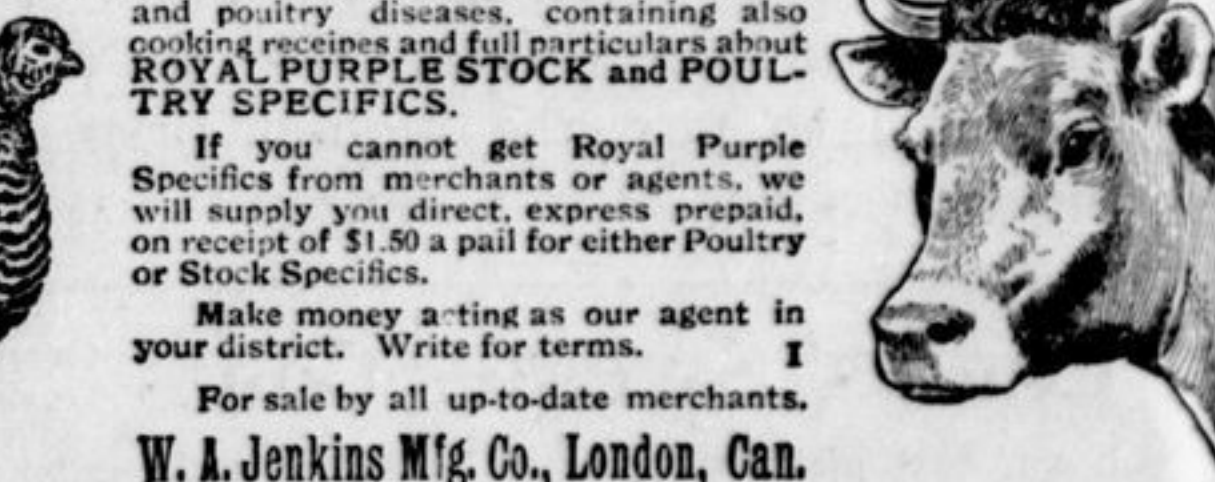 and poultry diseases, containing also
cooking receipes and full particulars about
ROYAL PURPLE STOCK and POUL-
TRY SPECIFICS.
If you cannot get Royal Purple
Specifics from merchants or agents, we
will supply you direct, express prepaid,
on receipt of $1.50 a pail for either Poultry
or Stock Specifics.
Make money acting as our agent in
your district. Write for terms. I
For sale by all up-to-date merchants.
W. A. Jenkins Mfg. Co., London, Can.